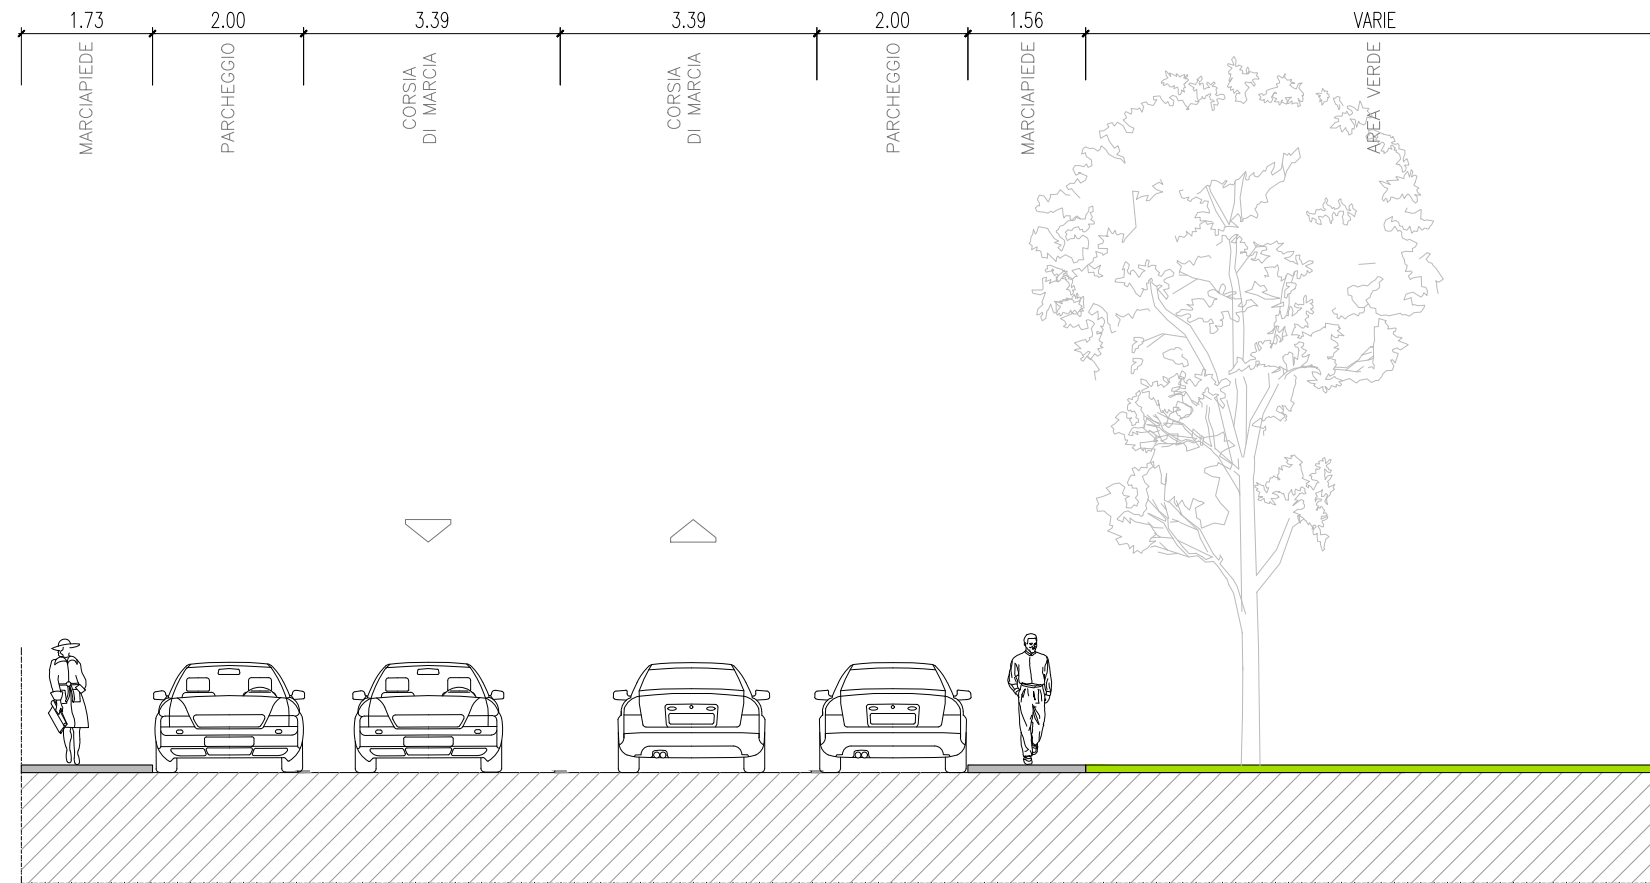 1.73
2.00
3.39
3.39
2.00
1.56
VARIE
MARCIAPIEDE
PARCHEGGIO
CORSIA
DI MARCIA
CORSIA
DI MARCIA
PARCHEGGIO
MARCIAPIEDE
AREA VERDE